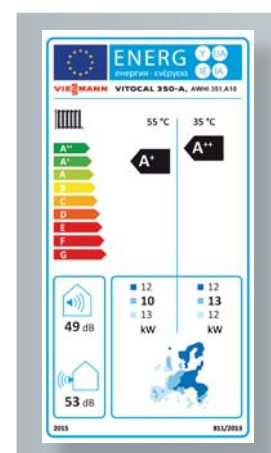 ENERG Y UA
енергия · ενέργεια IE IA
VIESMANN VITOCAL 350-A, AWHI 351.A10
55 °C 35 °C
A++
A+
A
B
C
D
E
F
G
A+
A++
49 dB
12 12
10 13
13 12
kW kW
53 dB
2015 811/2013